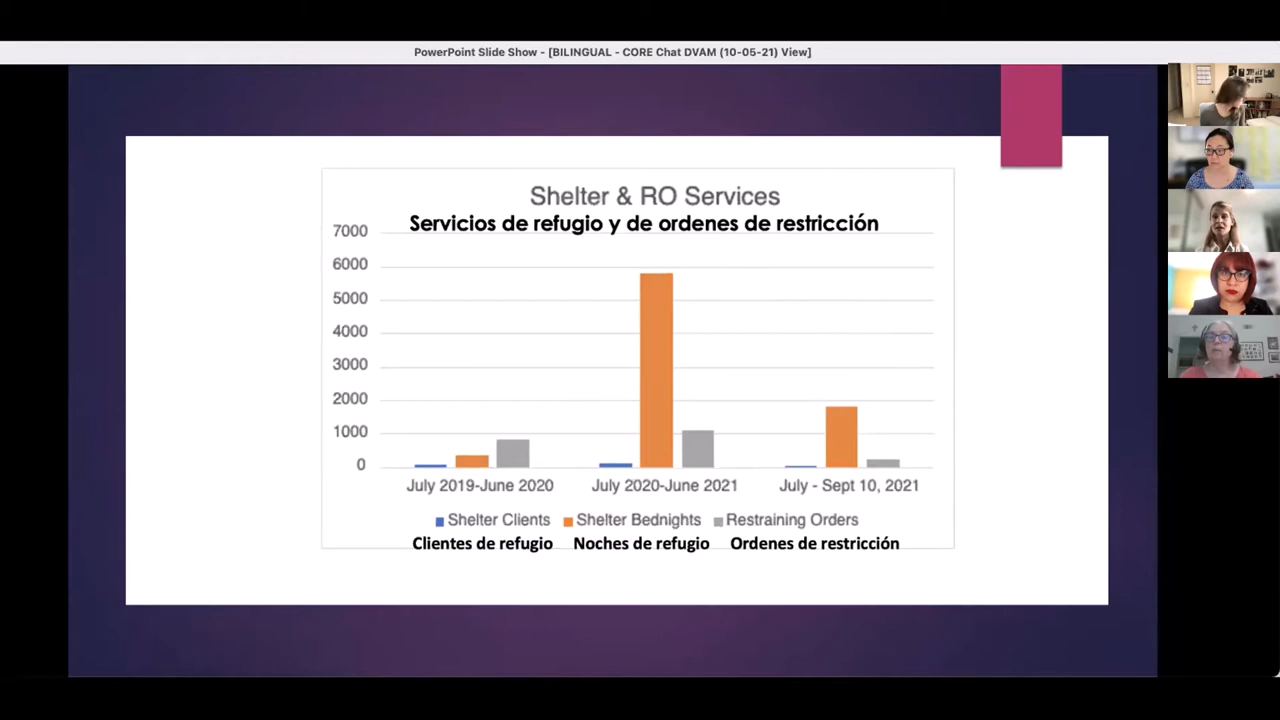 PowerPoint Slide Show - [BILINGUAL - CORE Chat DVAM (10-05-21) View]
Shelter & RO Services
Servicios de refugio y de ordenes de restricción
7000
6000
5000
4000
3000
2000
1000
0
July 2019-June 2020 July 2020-June 2021 July - Sept 10, 2021
Shelter Clients Shelter Bednights Restraining Orders
Clientes de refugio Noches de refugio Ordenes de restricción